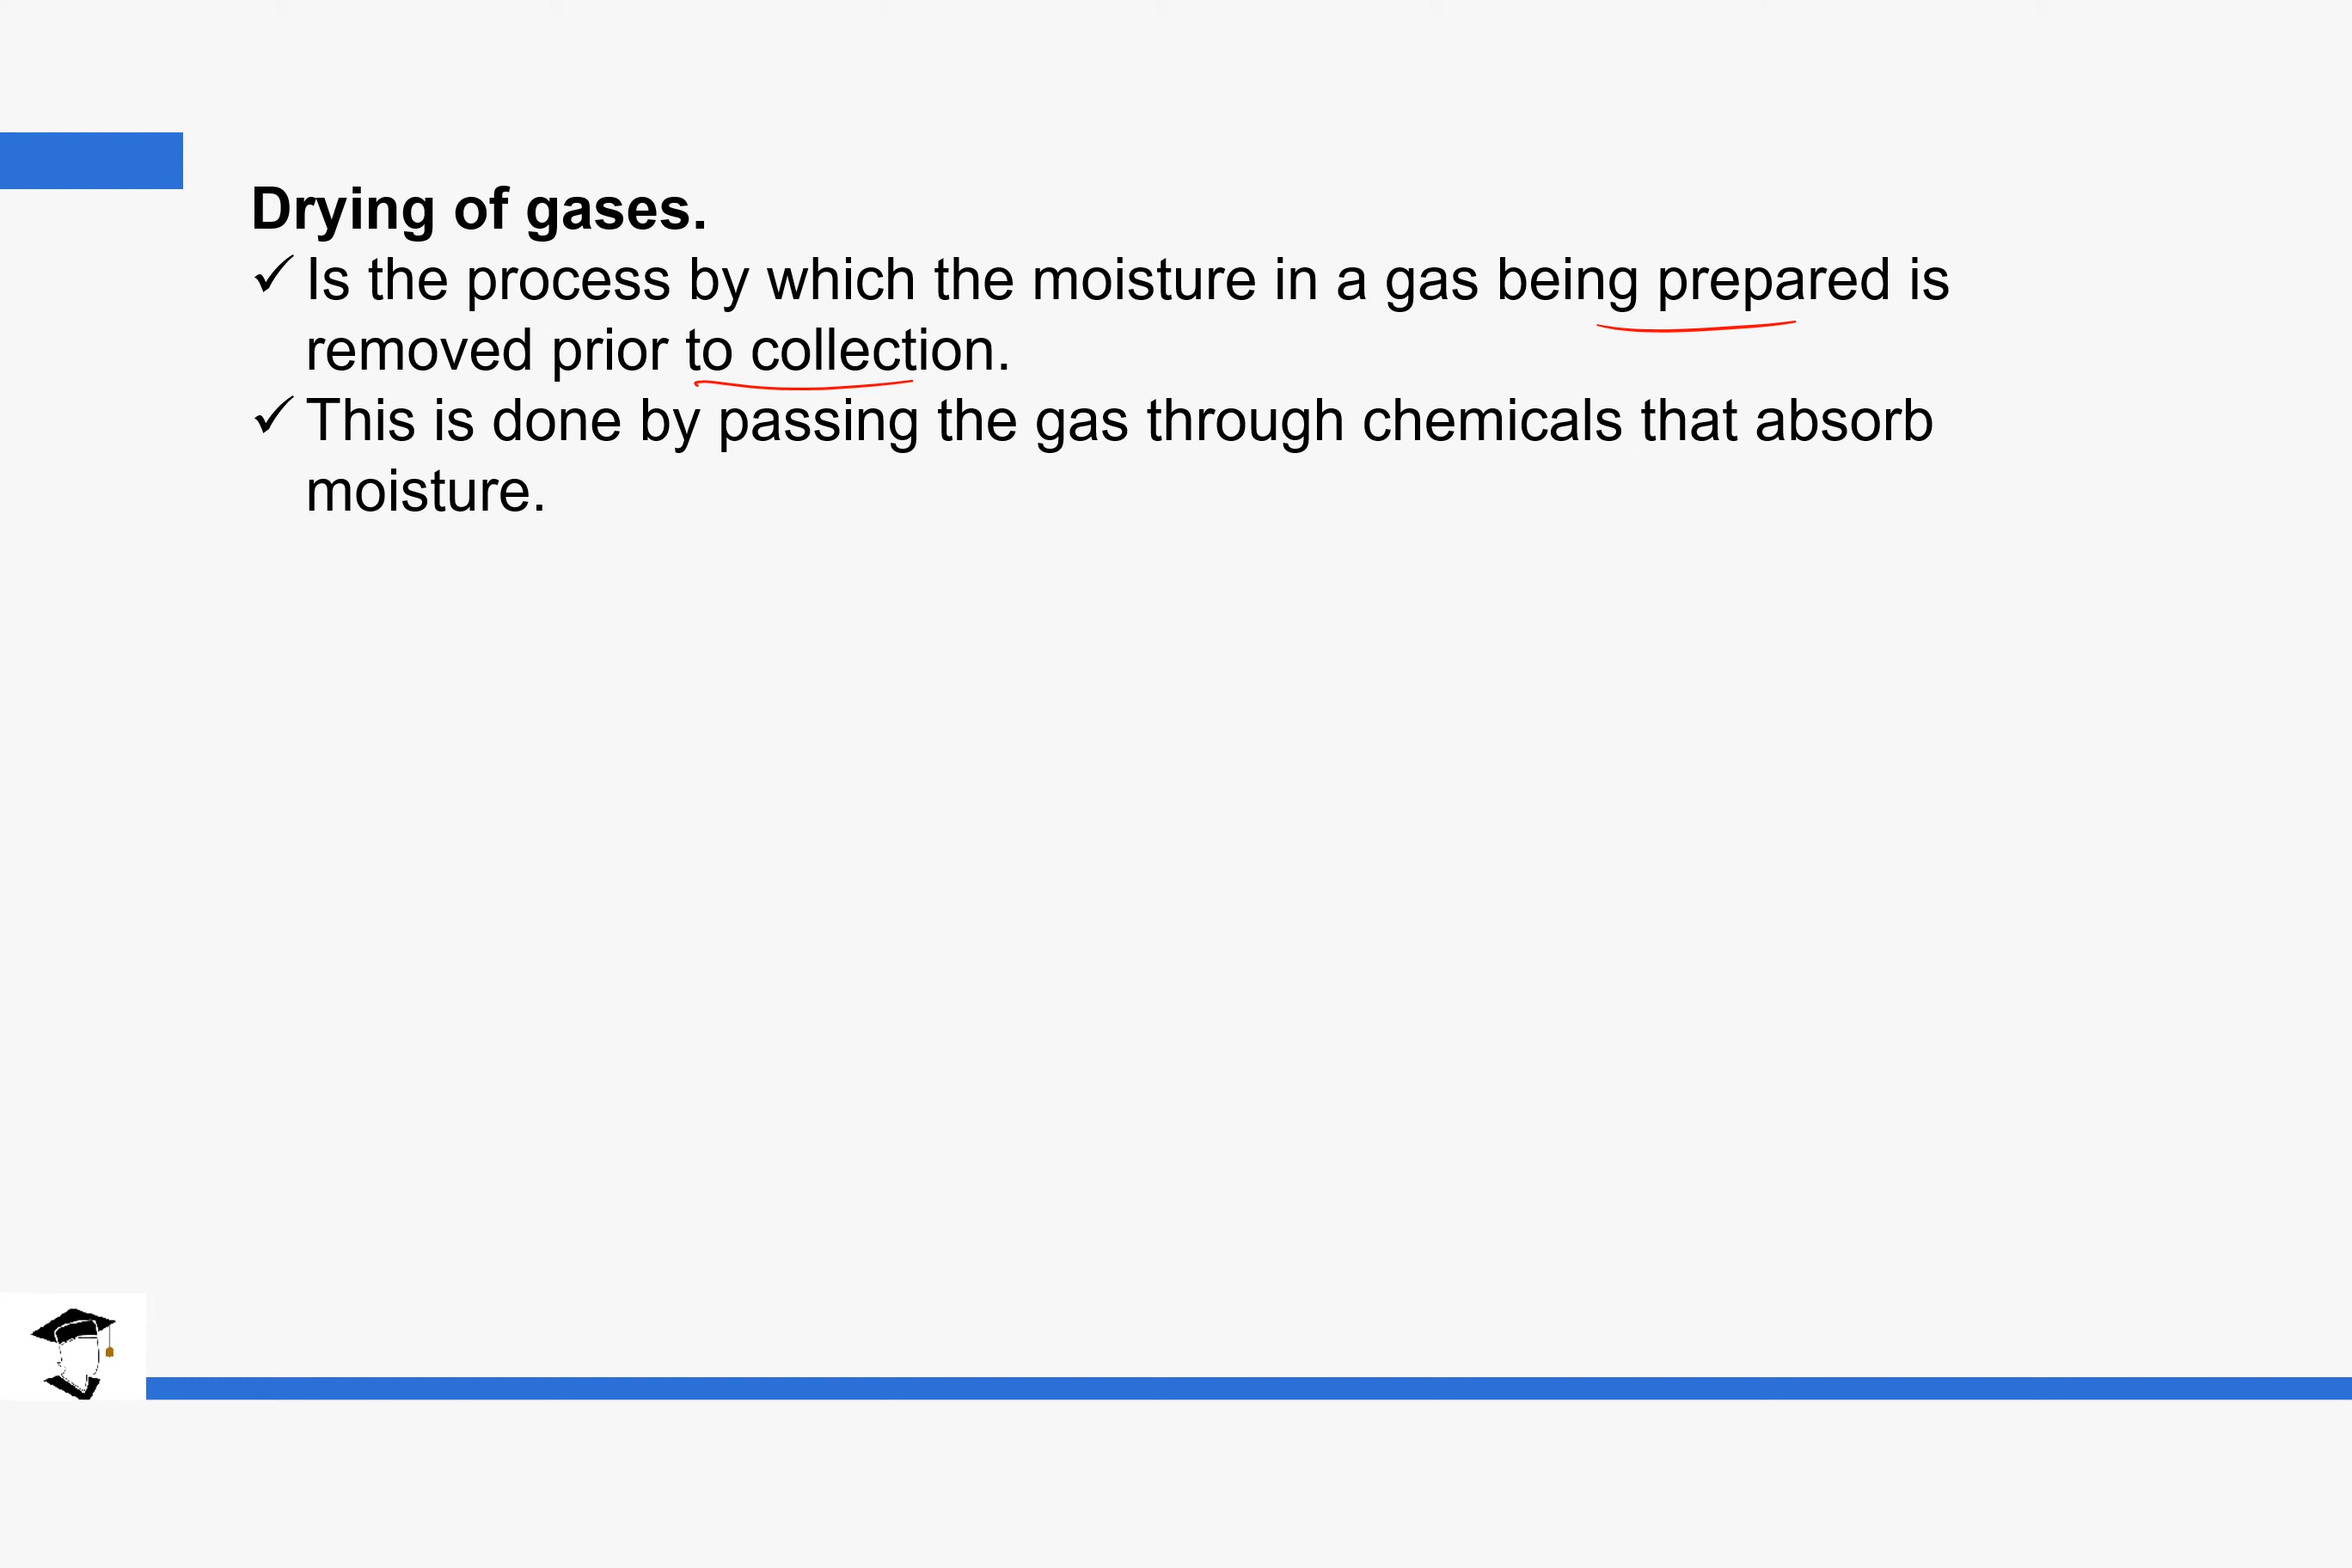 Drying of gases.
✓ Is the process by which the moisture in a gas being prepared is
removed prior to collection.
✓ This is done by passing the gas through chemicals that absorb
moisture.